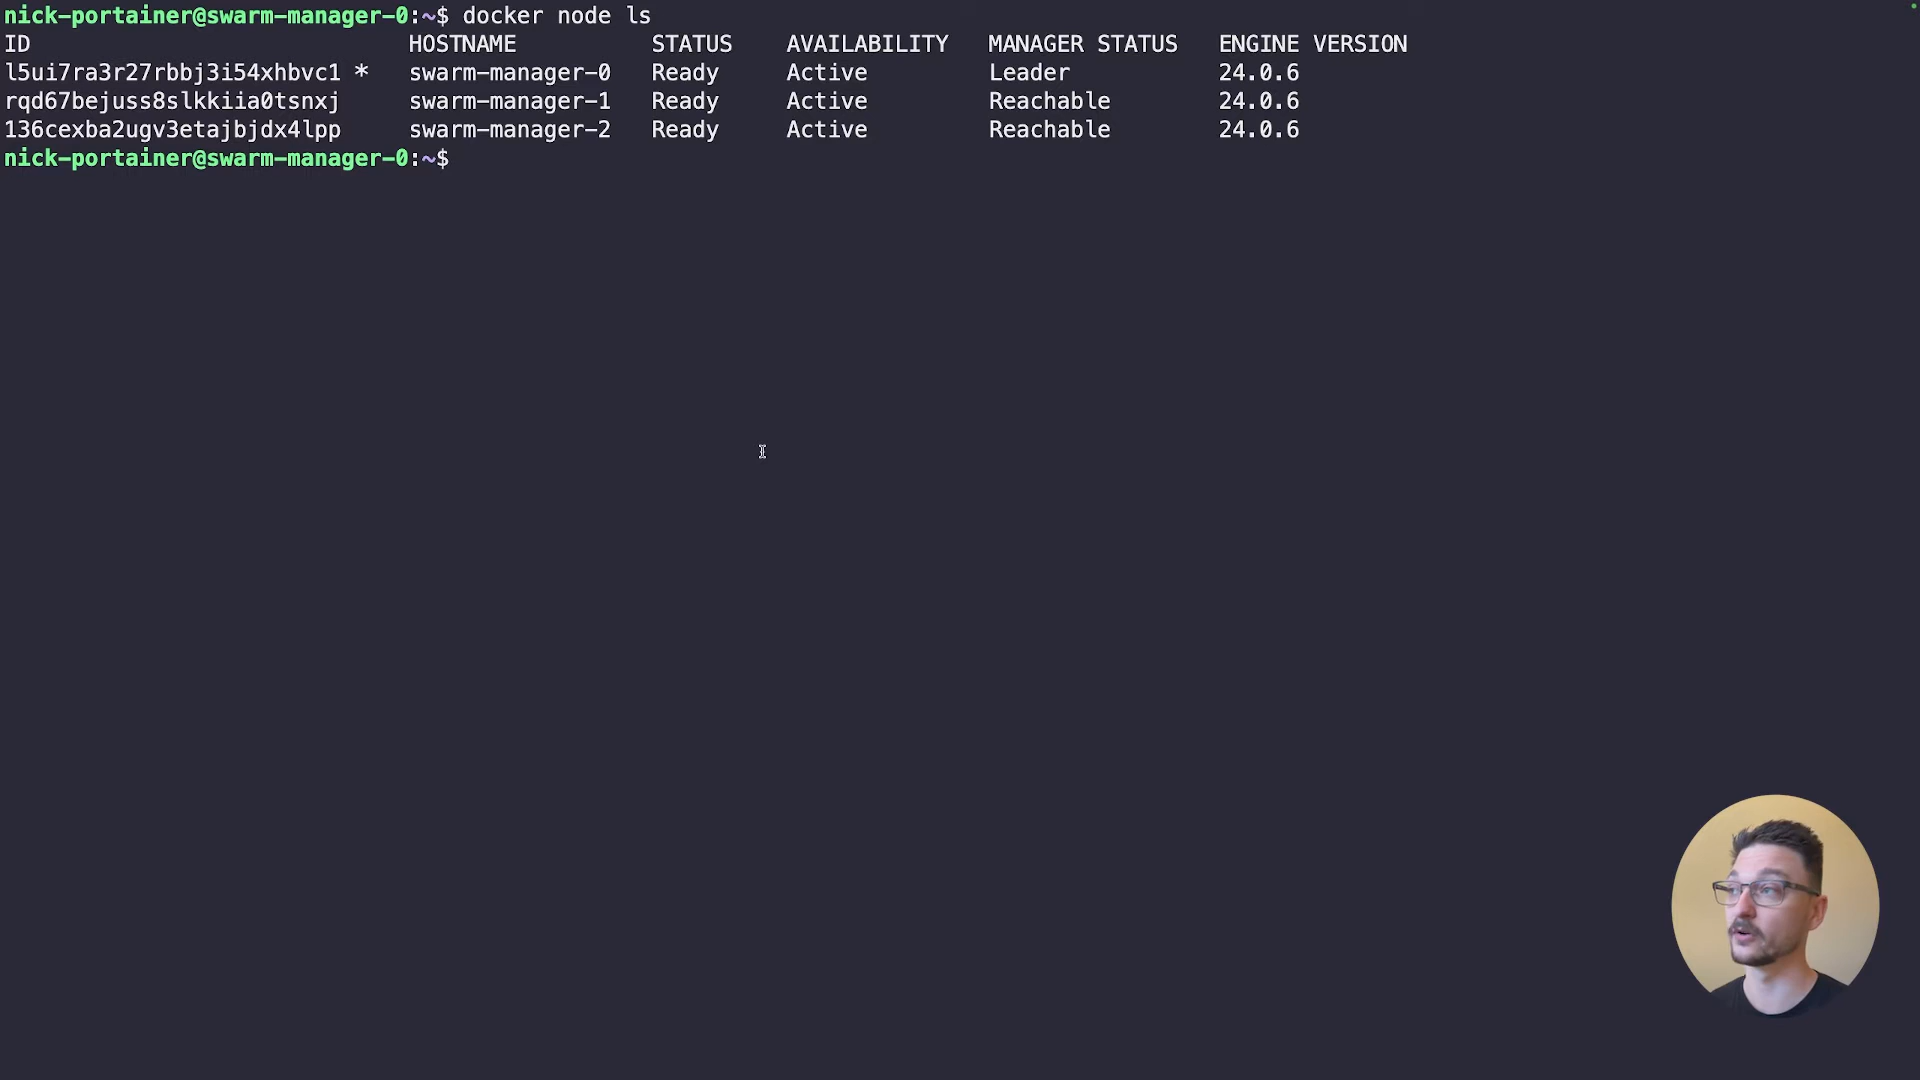 nick-portainer@swarm-manager-0:~$ docker node ls
ID HOSTNAME STATUS AVAILABILITY MANAGER STATUS ENGINE VERSION
l5ui7ra3r27rbbj3i54xhbvc1 * swarm-manager-0 Ready Active Leader 24.0.6
rqd67bejuss8slkkiia0tsnxj swarm-manager-1 Ready Active Reachable 24.0.6
136cexba2ugv3etajbjdx4lpp swarm-manager-2 Ready Active Reachable 24.0.6
nick-portainer@swarm-manager-0:~$